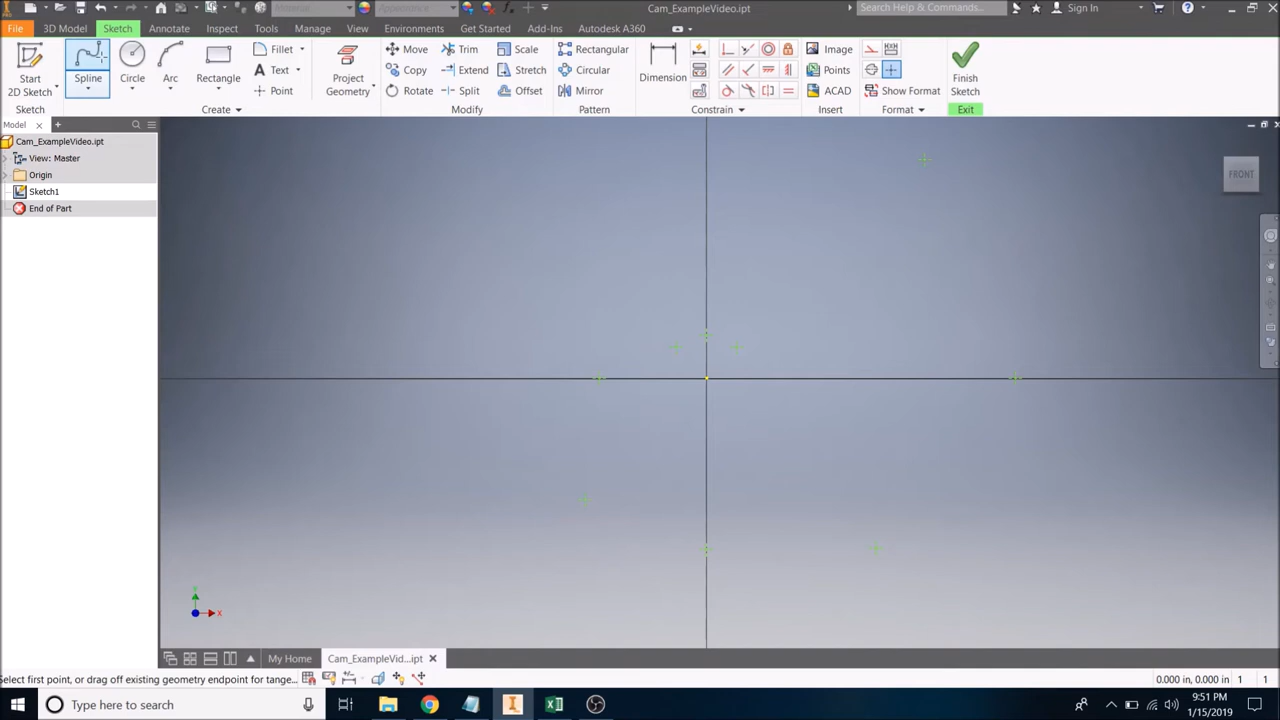 Material
Appearance
Cam_ExampleVideo.ipt
Search Help & Commands...
Sign In
File
3D Model
Sketch
Annotate
Inspect
Tools
Manage
View
Environments
Get Started
Add-Ins
Autodesk A360
Start
2D Sketch
Spline
Circle
Arc
Rectangle
Fillet
Text
Point
Project
Geometry
Move
Copy
Rotate
Trim
Extend
Split
Scale
Stretch
Offset
Rectangular
Circular
Mirror
Dimension
Image
Points
ACAD
Show Format
Finish
Sketch
Sketch
Create
Modify
Pattern
Constrain
Insert
Format
Exit
Model
Cam_ExampleVideo.ipt
View: Master
Origin
Sketch1
End of Part
FRONT
X
My Home
Cam_ExampleVid...ipt
Select first point, or drag off existing geometry endpoint for tange...
0.000 in, 0.000 in
1
1
Type here to search
9:51 PM
1/15/2019